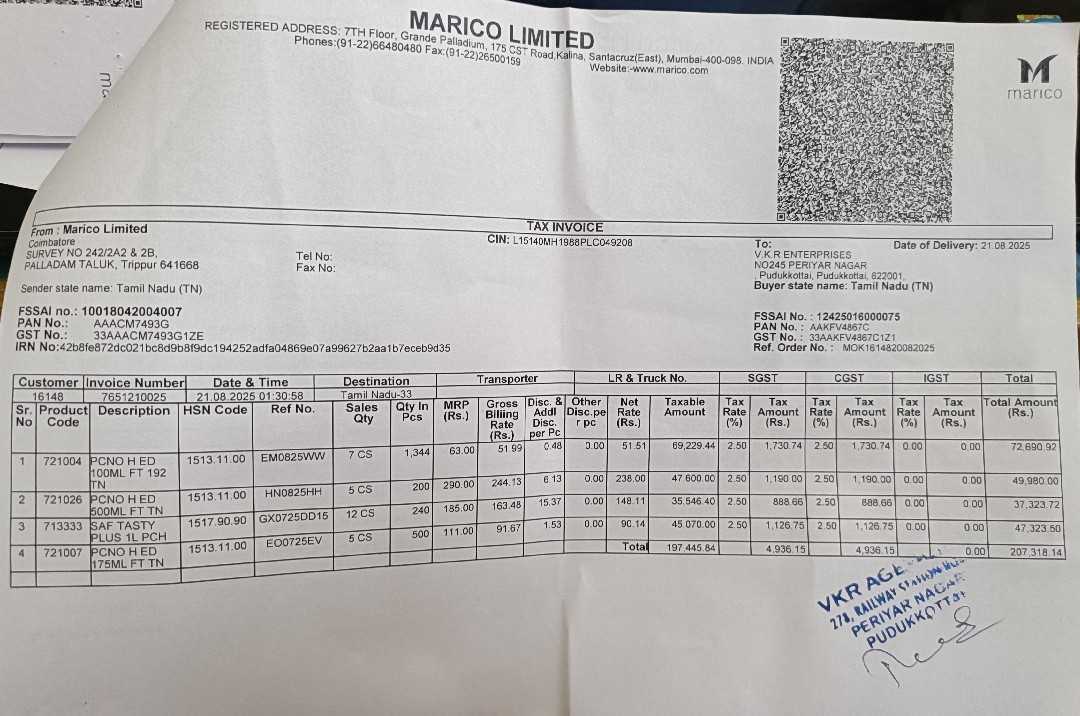 MARICO LIMITED
REGISTERED ADDRESS: 7TH Floor, Grande Palladium, 175 CST Road,Kalina, Santacruz(East), Mumbai-400-098. INDIA
Phones:(91-22)66480480 Fax:(91-22)26500159
Website:-www.marico.com
marico
TAX INVOICE
CIN: L15140MH1988PLC049208
From : Marico Limited
Coimbatore
SURVEY NO 242/2A2 & 2B,
PALLADAM TALUK, Trippur 641668
Tel No:
Fax No:
Sender state name: Tamil Nadu (TN)
FSSAI no.: 10018042004007
PAN No.: AAACM7493G
GST No.: 33AAACM7493G1ZE
IRN No:42b8fe872dc021bc8d9b8f9dc194252adfa04869e07a99627b2aa1b7eceb9d35
To: Date of Delivery: 21.08.2025
V.K.R ENTERPRISES
NO245 PERIYAR NAGAR
, Pudukkottai, Pudukkottai, 622001,
Buyer state name: Tamil Nadu (TN)
FSSAI No. : 12425016000075
PAN No. : AAKFV4867C
GST No. : 33AAKFV4867C1Z1
Ref. Order No. : MOK1614820082025
Customer Invoice Number Date & Time Destination Transporter LR & Truck No. SGST CGST IGST Total
16148 7651210025 21.08.2025 01:30:58 Tamil Nadu-33
Sr. No Product Code Description HSN Code Ref No. Sales Qty Qty In Pcs MRP (Rs.) Gross Billing Rate (Rs.) Disc. & Addl Disc. per Pc Other Disc.pe r pc Net Rate (Rs.) Taxable Amount Tax Rate (%) Tax Amount (Rs.) Tax Rate (%) Tax Amount (Rs.) Tax Rate (%) Tax Amount (Rs.) Total Amount (Rs.)
1 721004 PCNO H ED 100ML FT 192 TN 1513.11.00 EM0825WW 7 CS 1,344 63.00 51.99 0.48 0.00 51.51 69,229.44 2.50 1,730.74 2.50 1,730.74 0.00 0.00 72,690.92
2 721026 PCNO H ED 500ML FT TN 1513.11.00 HN0825HH 5 CS 200 290.00 244.13 6.13 0.00 238.00 47,600.00 2.50 1,190.00 2.50 1,190.00 0.00 0.00 49,980.00
3 713333 SAF TASTY PLUS 1L PCH 1517.90.90 GX0725DD15 12 CS 240 185.00 163.48 15.37 0.00 148.11 35,546.40 2.50 888.66 2.50 888.66 0.00 0.00 37,323.72
4 721007 PCNO H ED 175ML FT TN 1513.11.00 EO0725EV 5 CS 500 111.00 91.67 1.53 0.00 90.14 45,070.00 2.50 1,126.75 2.50 1,126.75 0.00 0.00 47,323.50
Total 197,445.84 4,936.15 4,936.15 0.00 207,318.14
VKR
278, RAILWAY
PERIYAR NAGAR